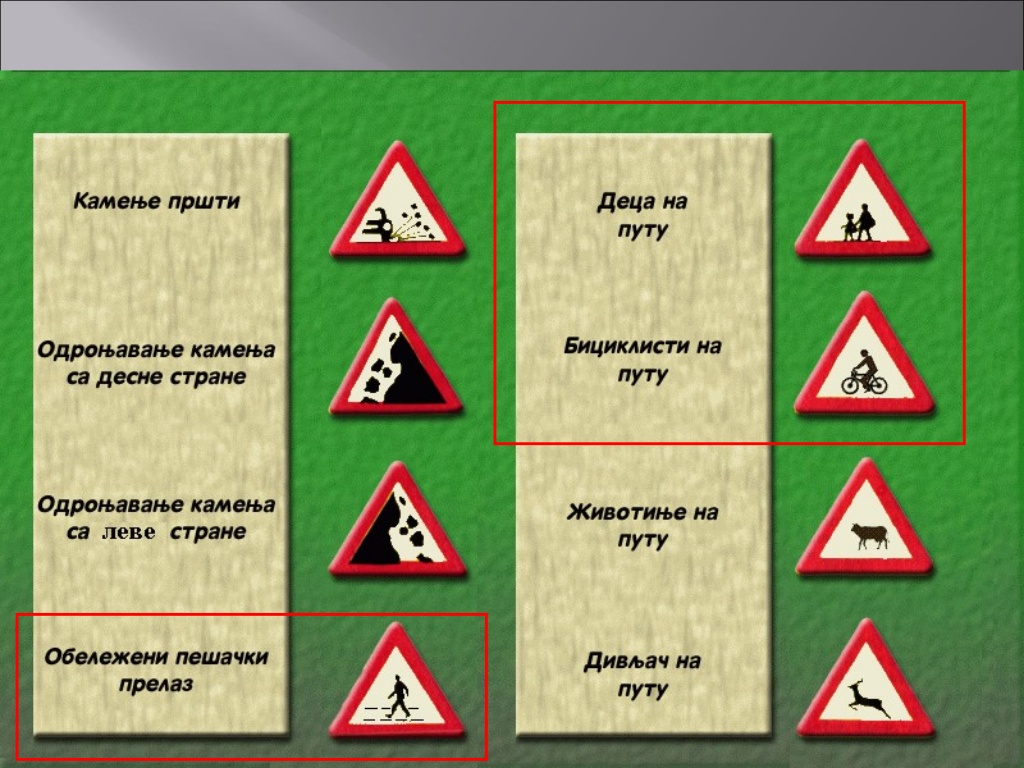 Камење пршти
Одроњавање камења
са десне стране
Одроњавање камења
са леве стране
Обележени пешачки
прелаз
Деца на
путу
Бициклисти на
путу
Животиње на
путу
Дивљач на
путу